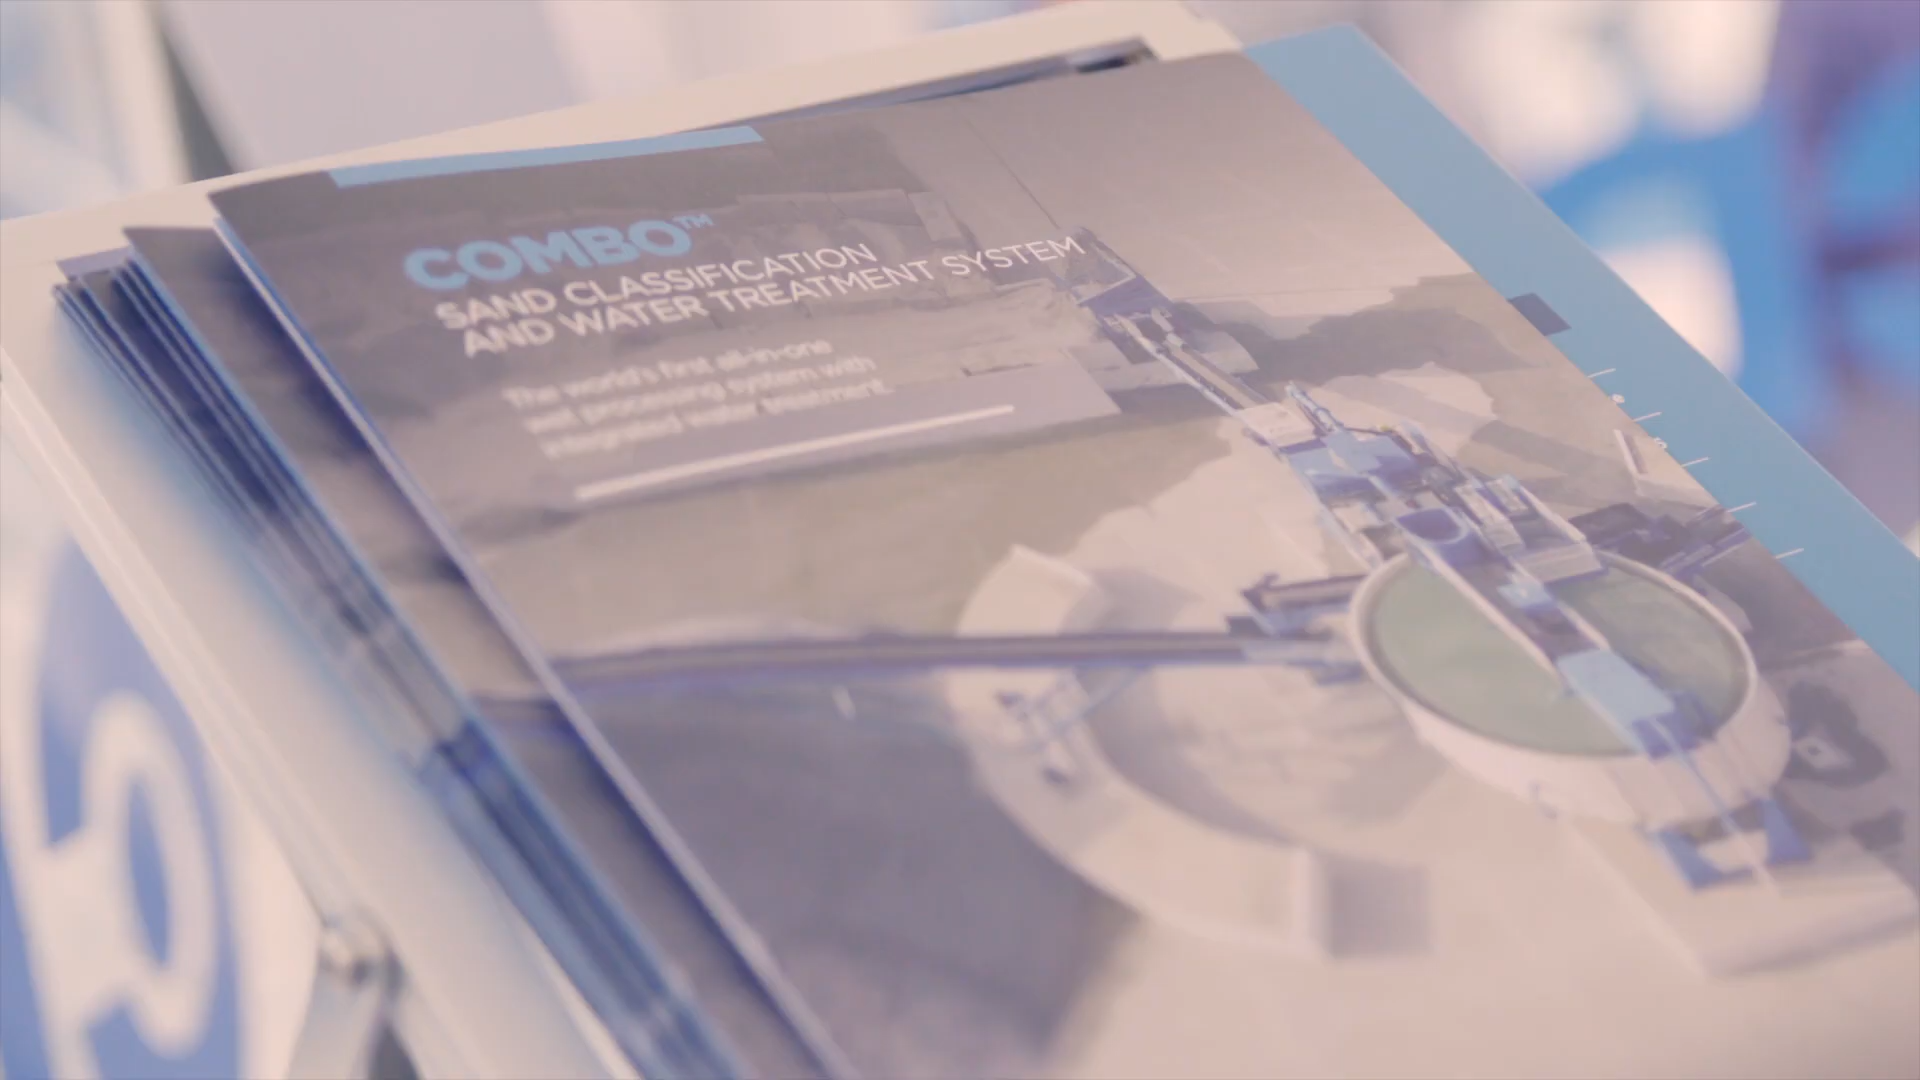 COMBO™
SAND CLASSIFICATION
AND WATER TREATMENT SYSTEM
The world's first all-in-one
wet processing system with
integrated water treatment.